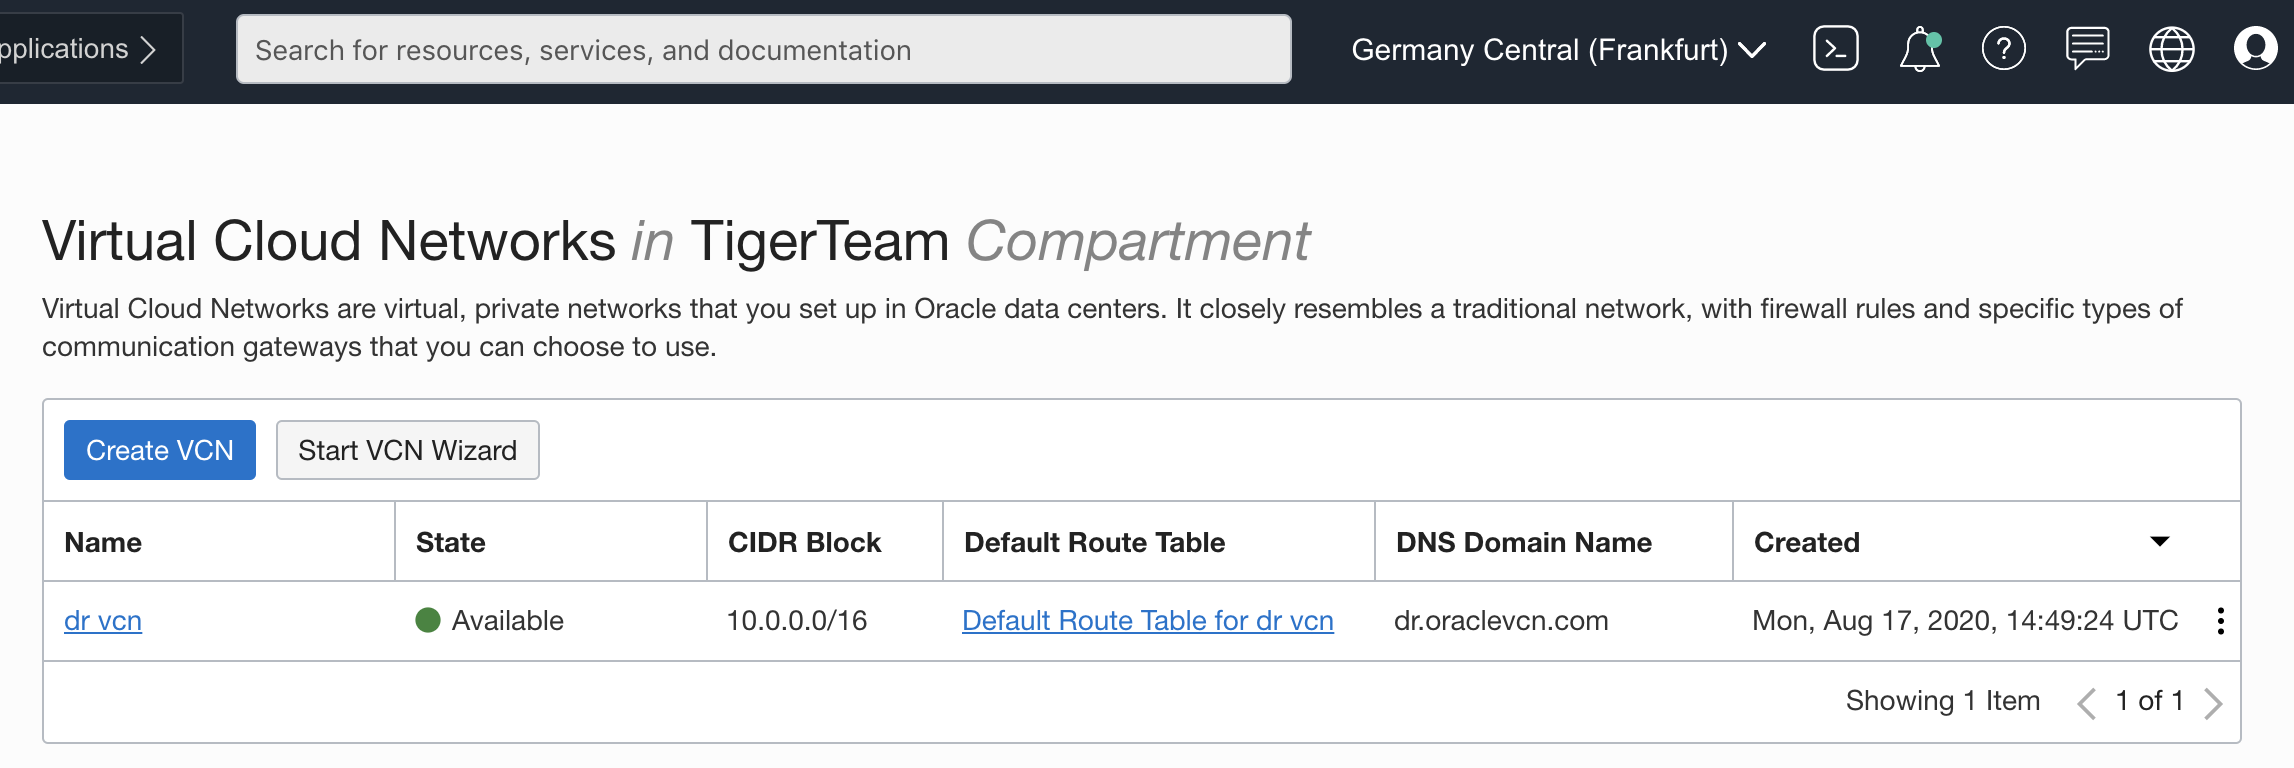 pplications
Search for resources, services, and documentation
Germany Central (Frankfurt)
Virtual Cloud Networks in TigerTeam Compartment
Virtual Cloud Networks are virtual, private networks that you set up in Oracle data centers. It closely resembles a traditional network, with firewall rules and specific types of
communication gateways that you can choose to use.
Create VCN Start VCN Wizard
Name State CIDR Block Default Route Table DNS Domain Name Created
dr vcn Available 10.0.0.0/16 Default Route Table for dr vcn dr.oraclevcn.com Mon, Aug 17, 2020, 14:49:24 UTC
Showing 1 Item 1 of 1